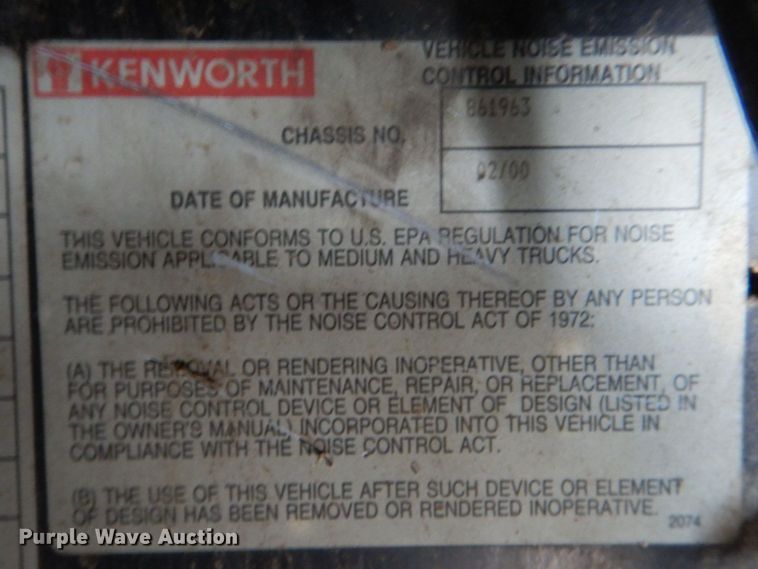 KENWORTH
VEHICLE NOISE EMISSION
CONTROL INFORMATION
CHASSIS NO. 861963
DATE OF MANUFACTURE 02/00
THIS VEHICLE CONFORMS TO U.S. EPA REGULATION FOR NOISE
EMISSION APPLICABLE TO MEDIUM AND HEAVY TRUCKS.
THE FOLLOWING ACTS OR THE CAUSING THEREOF BY ANY PERSON
ARE PROHIBITED BY THE NOISE CONTROL ACT OF 1972:
(A) THE REMOVAL OR RENDERING INOPERATIVE, OTHER THAN
FOR PURPOSES OF MAINTENANCE, REPAIR, OR REPLACEMENT, OF
ANY NOISE CONTROL DEVICE OR ELEMENT OF DESIGN (LISTED IN
THE OWNER'S MANUAL) INCORPORATED INTO THIS VEHICLE IN
COMPLIANCE WITH THE NOISE CONTROL ACT.
(B) THE USE OF THIS VEHICLE AFTER SUCH DEVICE OR ELEMENT
OF DESIGN HAS BEEN REMOVED OR RENDERED INOPERATIVE.
2074
Purple Wave Auction